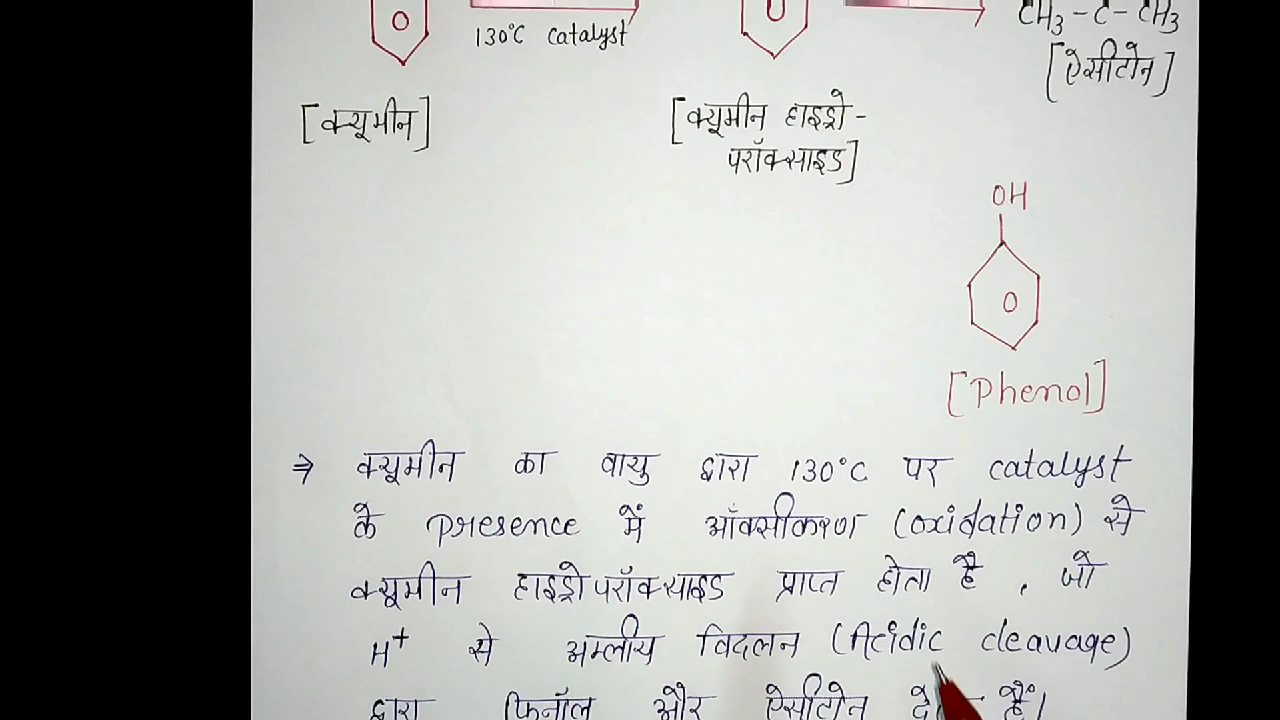 CH₃ - C - CH₃
130°C catalyst
[ऐसीटोन]
[क्यूमीन]
[क्यूमीन हाइड्रो-
परॉक्साइड]
OH
[Phenol]
⇒ क्यूमीन का वायु द्वारा 130°C पर catalyst
के presence में ऑक्सीकरण (oxidation) से
क्यूमीन हाइड्रोपरॉक्साइड प्राप्त होता है , जो
H⁺ से अम्लीय विदलन (Acidic cleavage)
द्वारा फिनॉल और ऐसीटोन हैं।